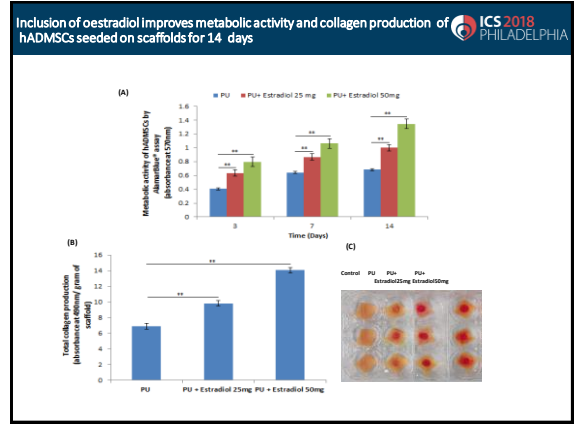 Inclusion of oestradiol improves metabolic activity and collagen production of
hADMSCs seeded on scaffolds for 14 days
ICS 2018
PHILADELPHIA
(A)
PU PU+ Estradiol 25 mg PU+ Estradiol 50mg
Metabolic activity of hADMSCs by
AlamarBlue® assay
(absorbance at 570nm)
1.6
1.4
1.2
1
0.8
0.6
0.4
0.2
0
** ** ** ** ** **
3 7 14
Time (Days)
(B)
Total collagen production
(absorbance at 490nm/ gram of
scaffold)
16
14
12
10
8
6
4
2
0
**
**
PU PU + Estradiol 25mg PU + Estradiol 50mg
(C)
Control PU PU+ PU+
Estradiol25mg Estradiol50mg